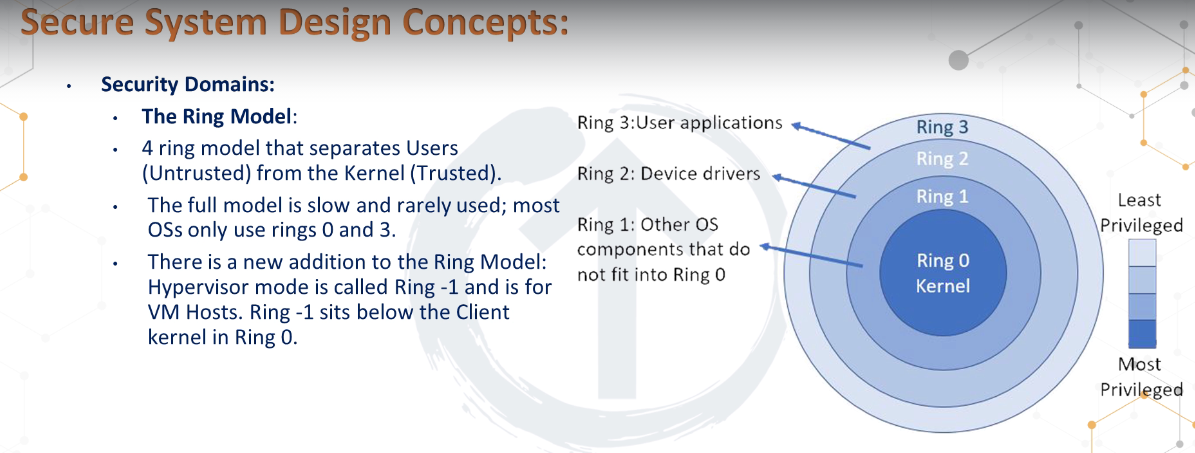 Secure System Design Concepts:
• Security Domains:
• The Ring Model:
• 4 ring model that separates Users
(Untrusted) from the Kernel (Trusted).
• The full model is slow and rarely used; most
OSs only use rings 0 and 3.
• There is a new addition to the Ring Model:
Hypervisor mode is called Ring -1 and is for
VM Hosts. Ring -1 sits below the Client
kernel in Ring 0.
Ring 3:User applications
Ring 2: Device drivers
Ring 1: Other OS
components that do
not fit into Ring 0
Ring 3
Ring 2
Ring 1
Ring 0
Kernel
Least
Privileged
Most
Privileged